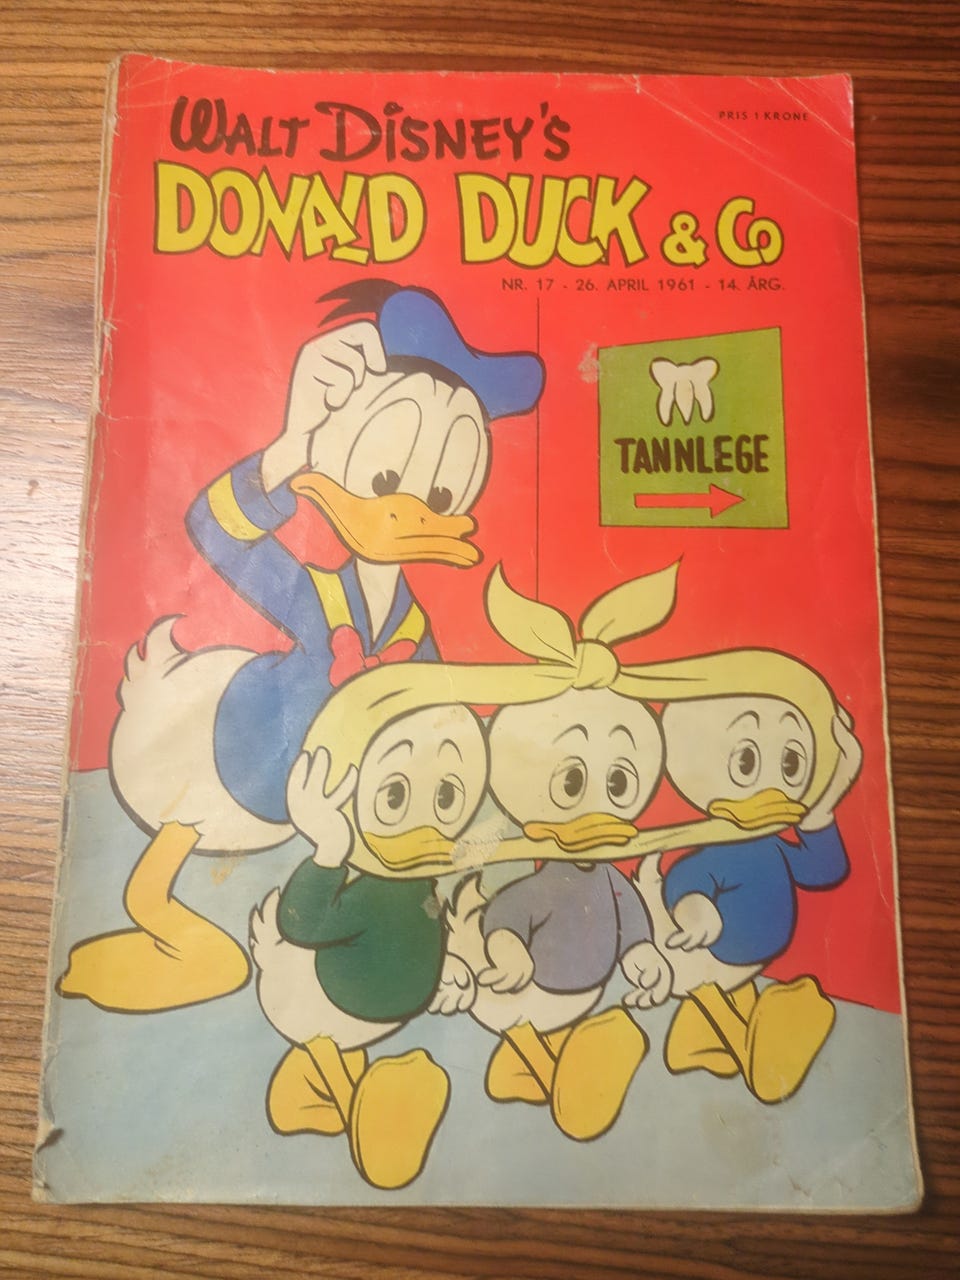 WALT DISNEY'S
PRIS 1 KRONE
DONALD DUCK & Co
NR. 17 - 26. APRIL 1961 - 14. ÅRG.
TANNLEGE